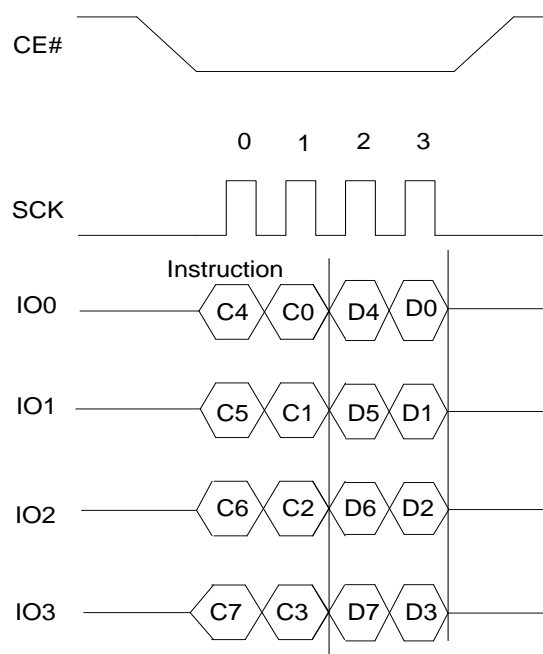 CE#
0 1 2 3
SCK
Instruction
IO0 C4 C0 D4 D0
IO1 C5 C1 D5 D1
IO2 C6 C2 D6 D2
IO3 C7 C3 D7 D3